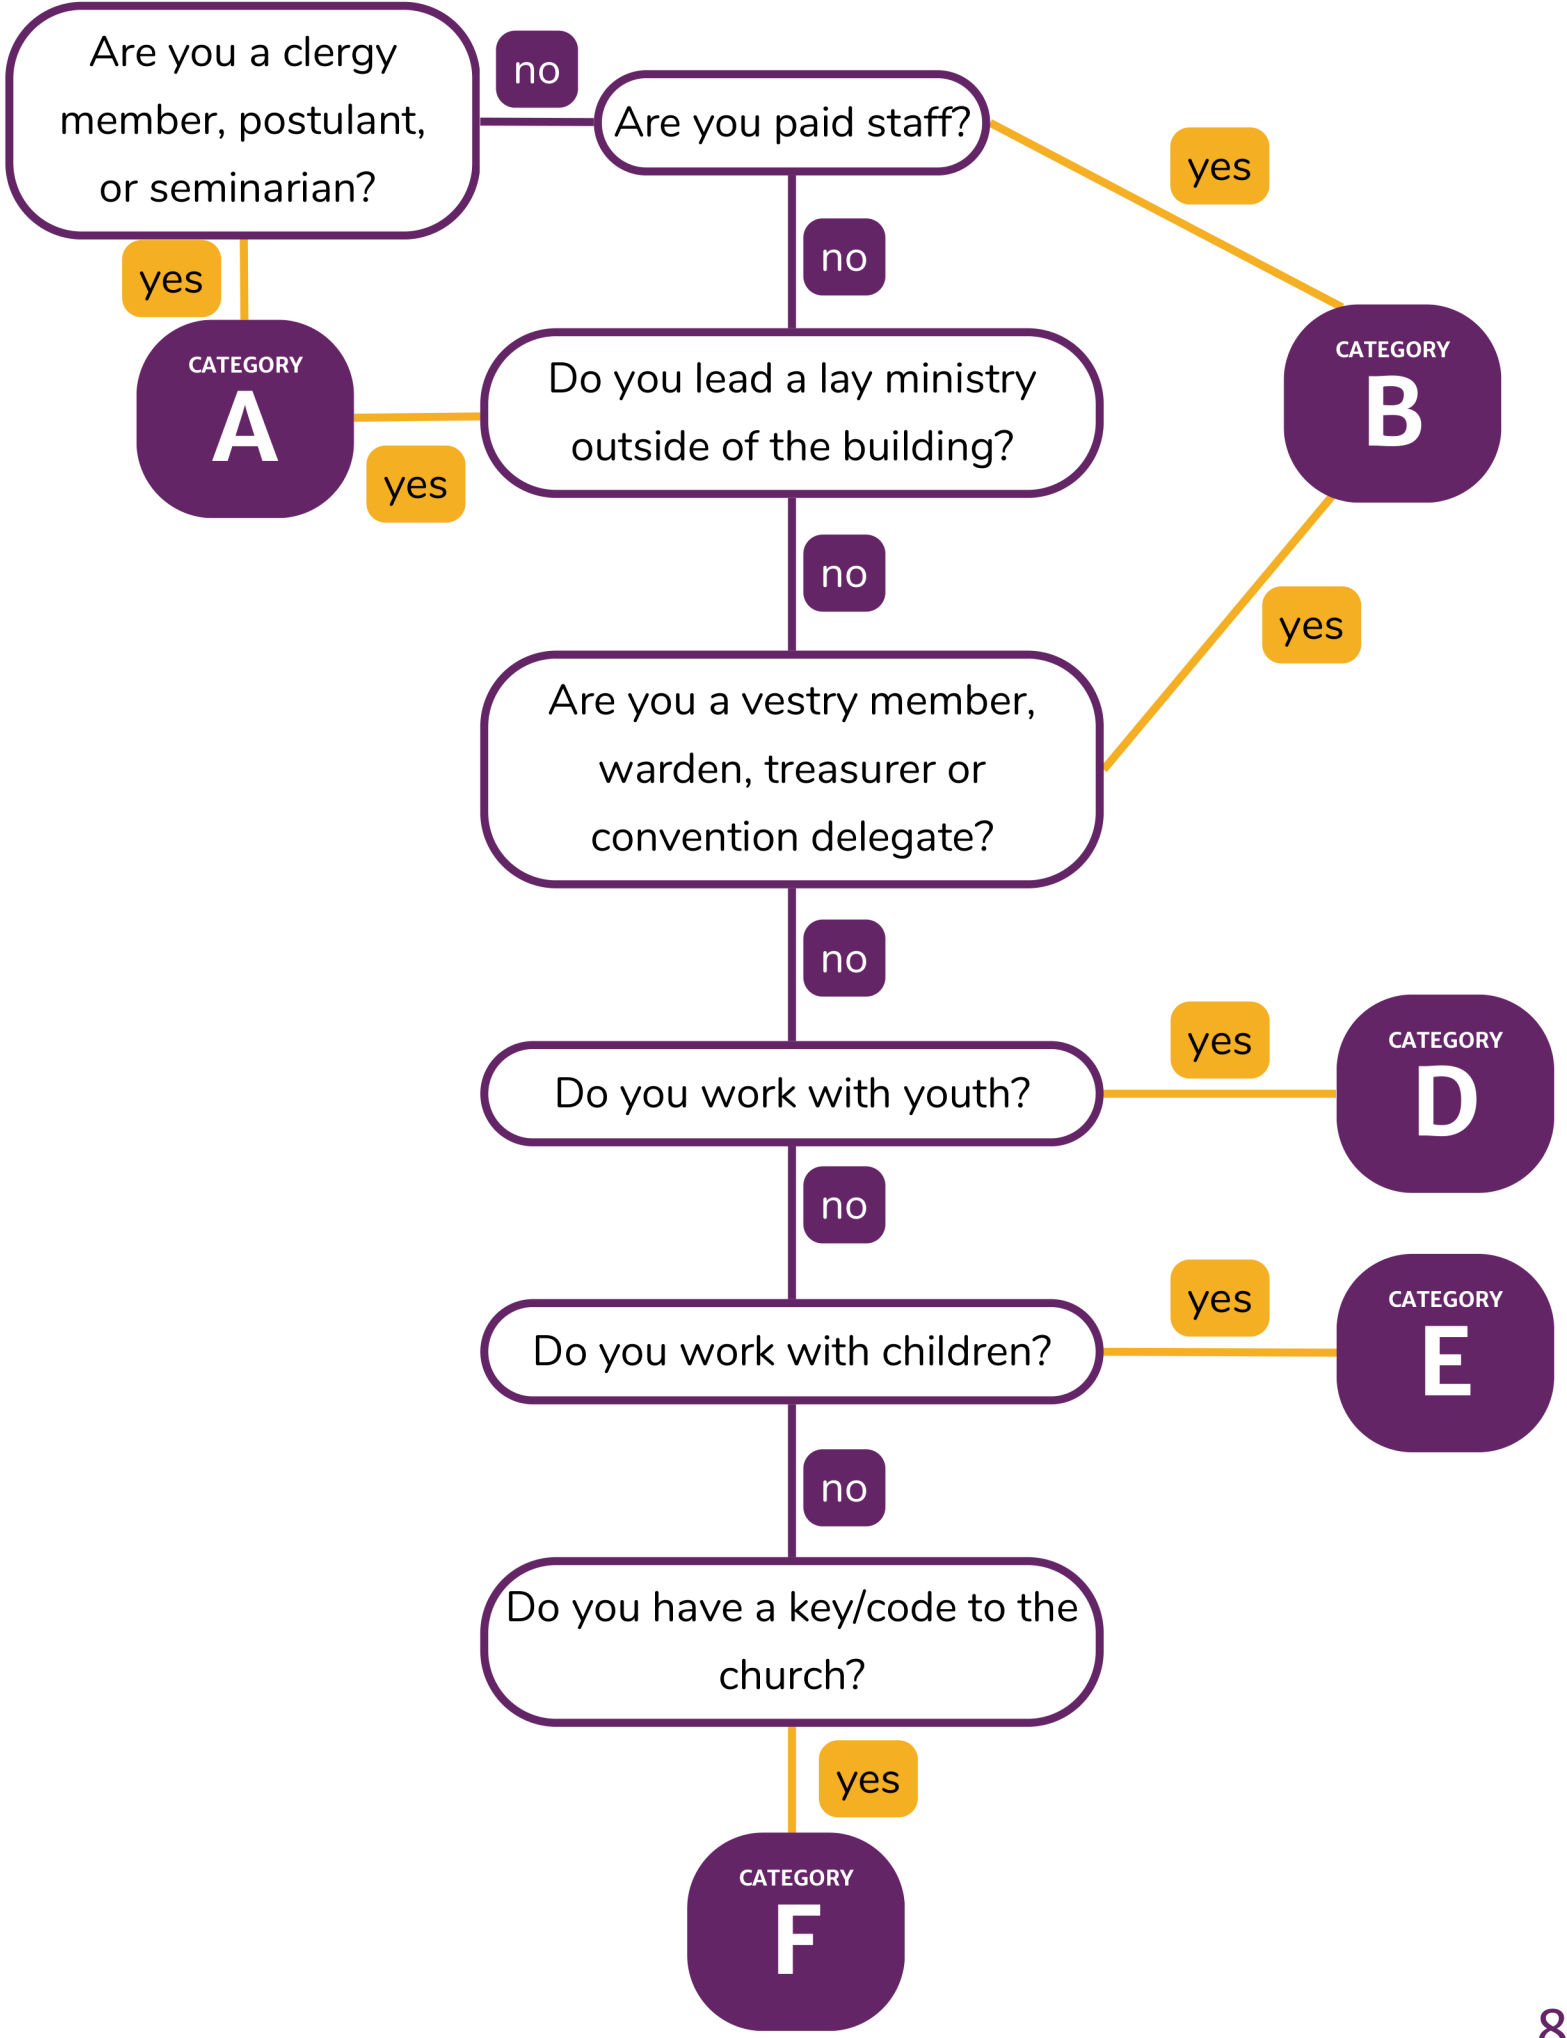 Are you a clergy
member, postulant,
or seminarian?
no
Are you paid staff?
yes
yes
no
CATEGORY
A
Do you lead a lay ministry
outside of the building?
CATEGORY
B
yes
no
yes
Are you a vestry member,
warden, treasurer or
convention delegate?
no
Do you work with youth?
yes
CATEGORY
D
no
Do you work with children?
yes
CATEGORY
E
no
Do you have a key/code to the
church?
yes
CATEGORY
F
8